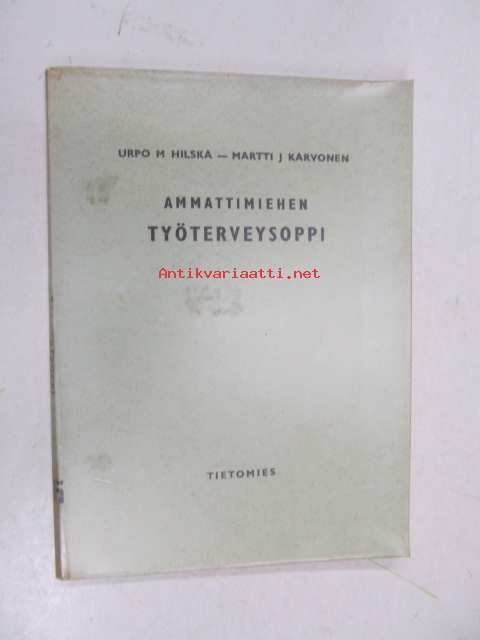 URPO M HILSKA — MARTTI J KARVONEN
AMMATTIMIEHEN
TYÖTERVEYSOPPI
Antikvariaatti.net
TIETOMIES